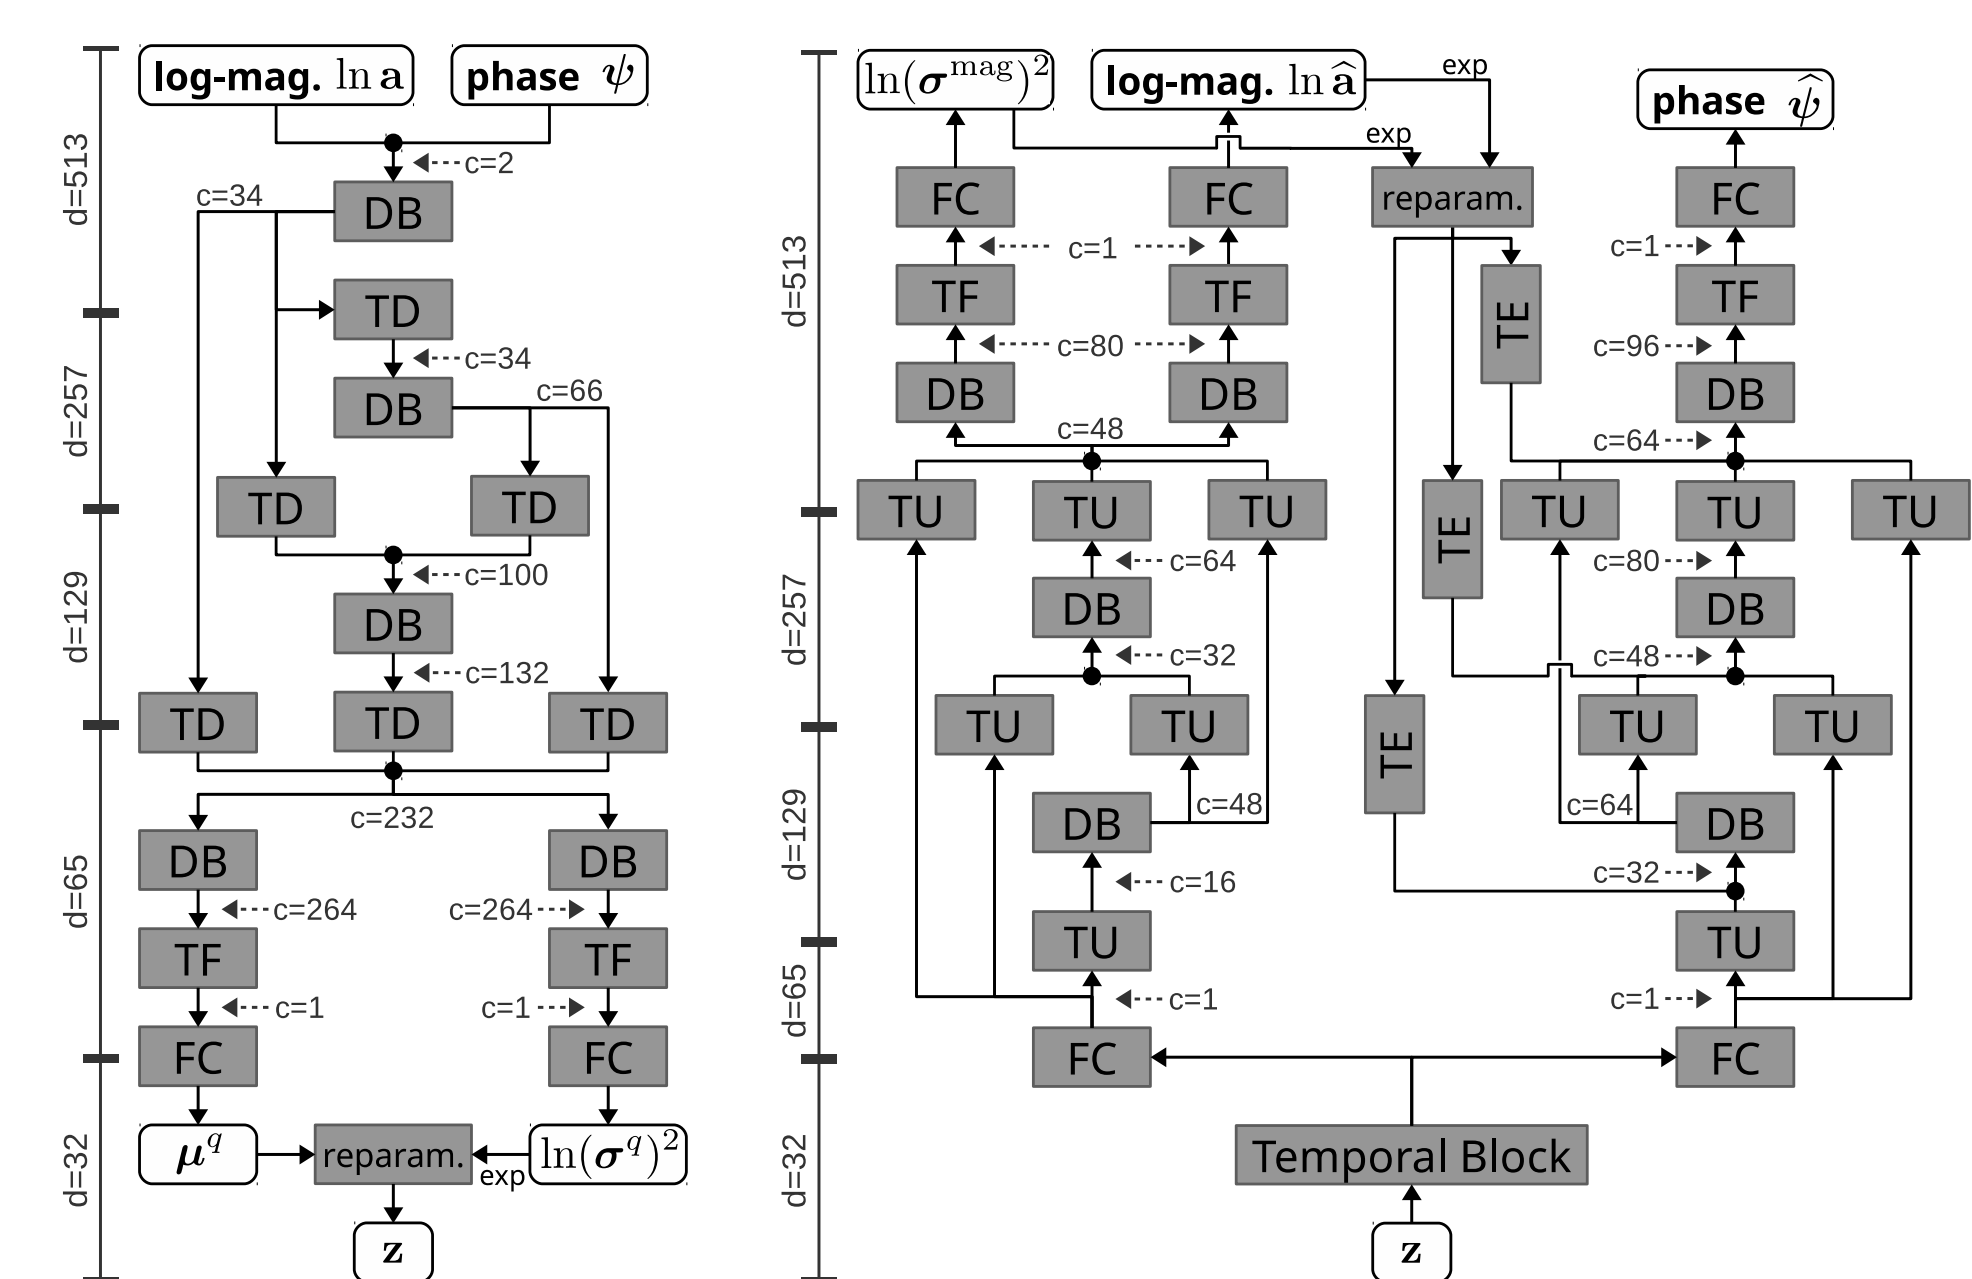 log-mag. ln a
phase ψ
c=2
d=513
c=34
DB
TD
c=34
d=257
DB
c=66
TD
TD
c=100
d=129
DB
c=132
TD
TD
TD
c=232
DB
DB
d=65
c=264
c=264
TF
TF
c=1
c=1
FC
FC
d=32
μ^q
reparam.
exp
ln(σ^q)^2
z
ln(σ^mag)^2
log-mag. ln â
exp
phase ψ̂
exp
FC
FC
reparam.
FC
d=513
c=1
c=1
TF
TF
TE
TF
c=80
c=96
DB
DB
DB
c=48
c=64
TU
TU
TU
TE
TU
TU
TU
c=64
c=80
d=257
DB
DB
c=32
c=48
TU
TU
TE
TU
TU
d=129
DB
c=48
c=64
DB
c=16
c=32
TU
TU
d=65
c=1
c=1
FC
FC
d=32
Temporal Block
z